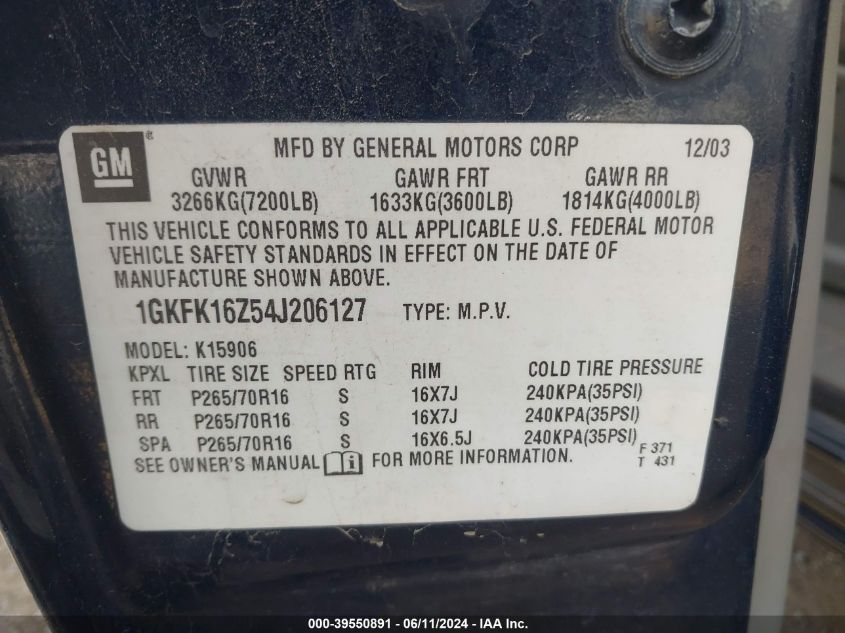 GM ®
MFD BY GENERAL MOTORS CORP 12/03
GVWR GAWR FRT GAWR RR
3266KG(7200LB) 1633KG(3600LB) 1814KG(4000LB)
THIS VEHICLE CONFORMS TO ALL APPLICABLE U.S. FEDERAL MOTOR
VEHICLE SAFETY STANDARDS IN EFFECT ON THE DATE OF
MANUFACTURE SHOWN ABOVE.
1GKFK16Z54J206127 TYPE: M.P.V.
MODEL: K15906
KPXL TIRE SIZE SPEED RTG RIM COLD TIRE PRESSURE
FRT P265/70R16 S 16X7J 240KPA(35PSI)
RR P265/70R16 S 16X7J 240KPA(35PSI)
SPA P265/70R16 S 16X6.5J 240KPA(35PSI)
SEE OWNER'S MANUAL i FOR MORE INFORMATION.
F 371
T 431
000-39550891 - 06/11/2024 - IAA Inc.